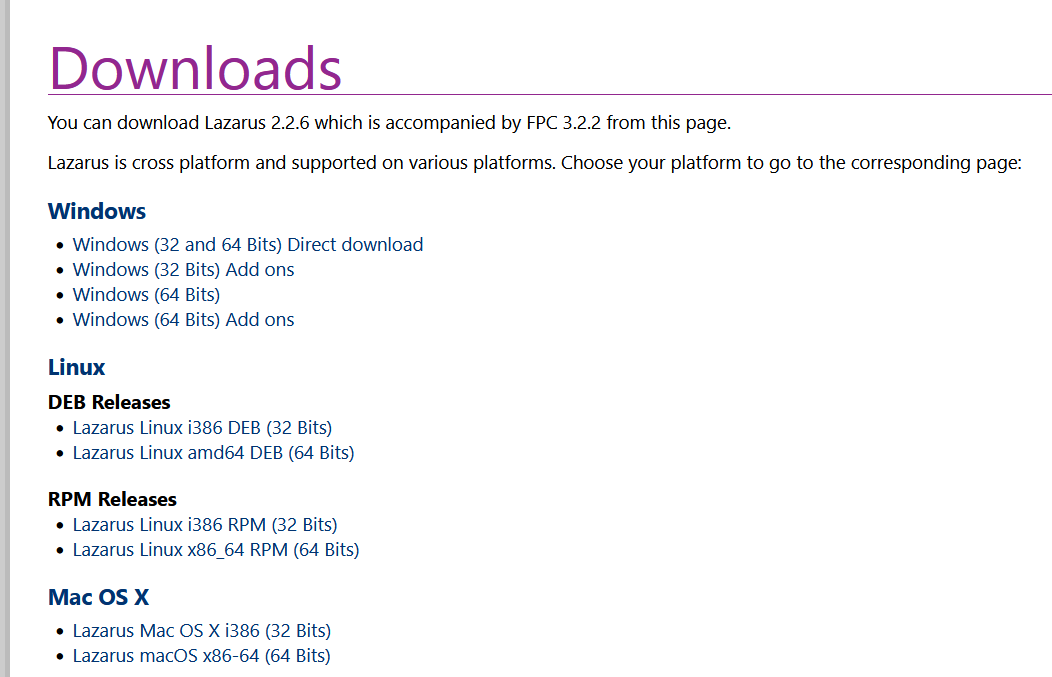 Downloads
You can download Lazarus 2.2.6 which is accompanied by FPC 3.2.2 from this page.
Lazarus is cross platform and supported on various platforms. Choose your platform to go to the corresponding page:
Windows
• Windows (32 and 64 Bits) Direct download
• Windows (32 Bits) Add ons
• Windows (64 Bits)
• Windows (64 Bits) Add ons
Linux
DEB Releases
• Lazarus Linux i386 DEB (32 Bits)
• Lazarus Linux amd64 DEB (64 Bits)
RPM Releases
• Lazarus Linux i386 RPM (32 Bits)
• Lazarus Linux x86_64 RPM (64 Bits)
Mac OS X
• Lazarus Mac OS X i386 (32 Bits)
• Lazarus macOS x86-64 (64 Bits)